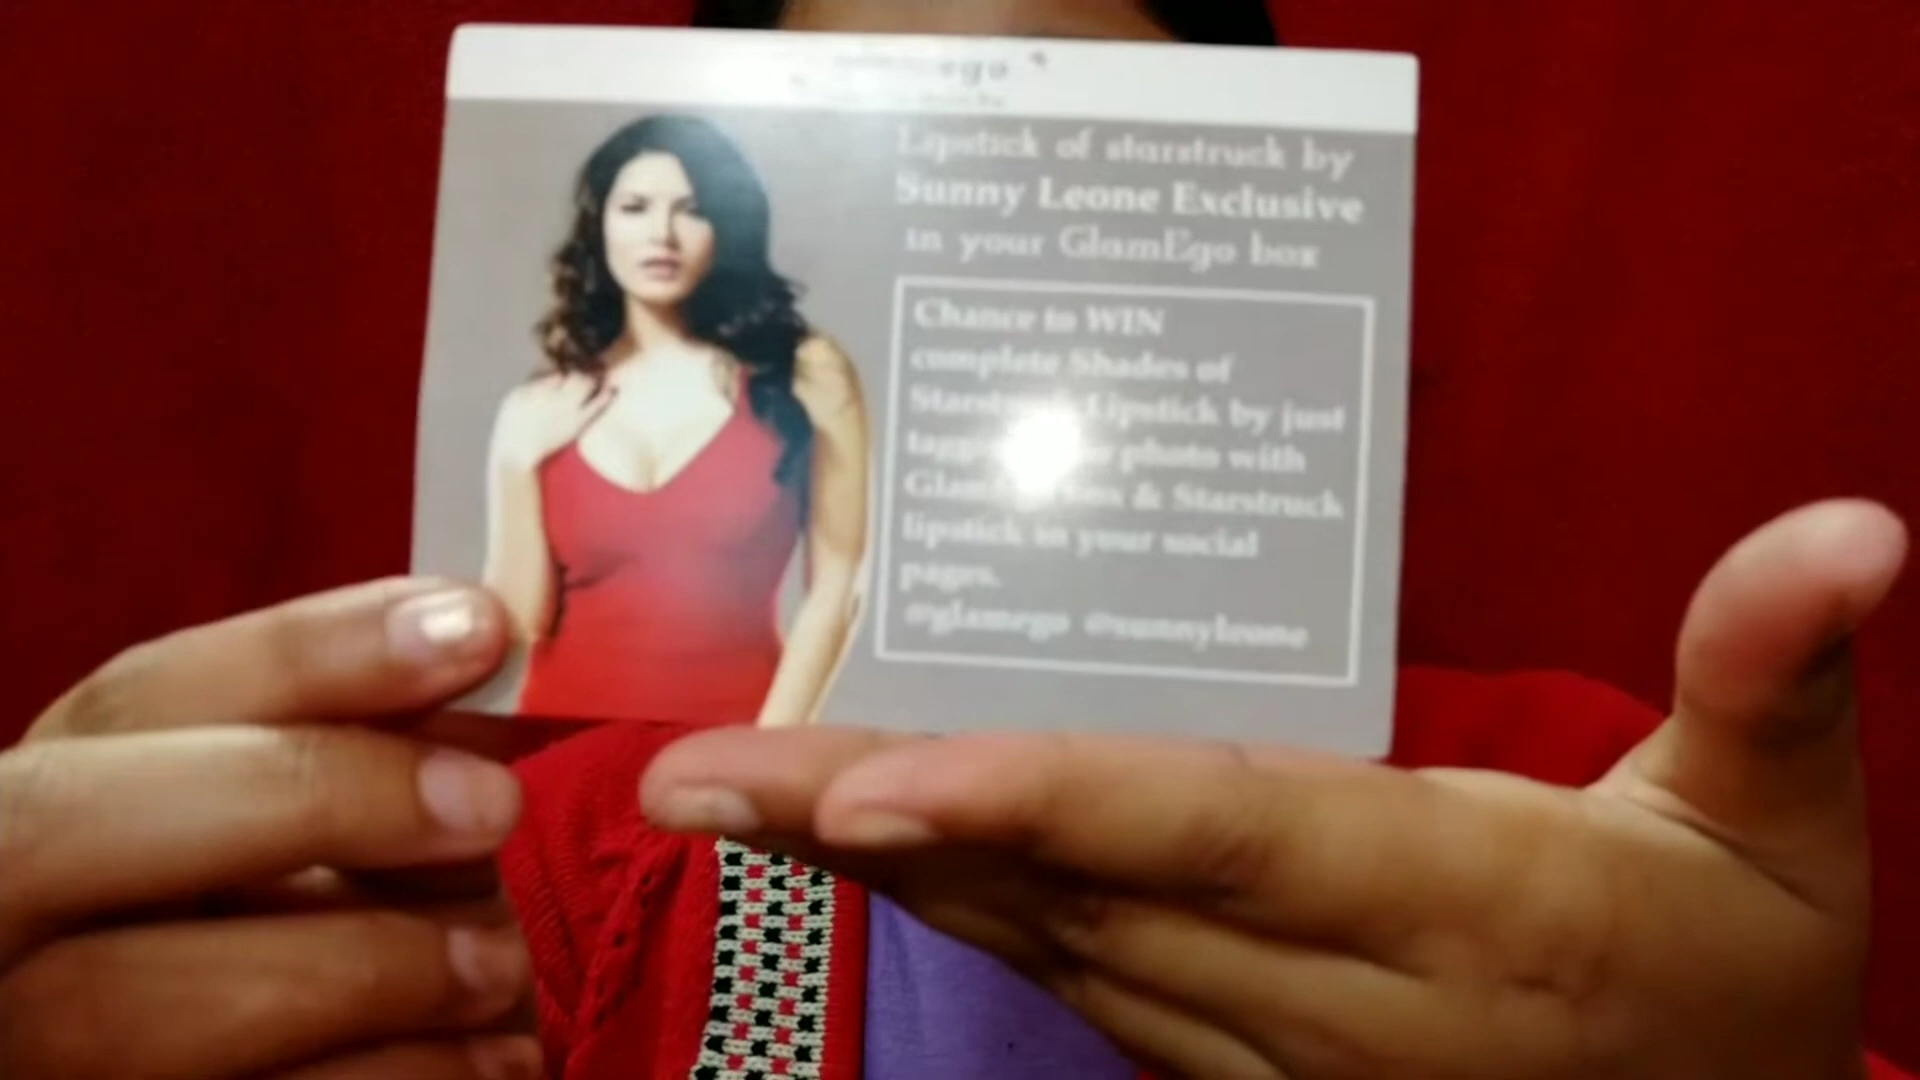 ego
Lipstick of starstruck by
Sunny Leone Exclusive
in your GlamEgo box
Chance to WIN
complete Shades of
Lipstick by just
photo with
& Starstruck
lipstick in your social
pages.
@glamego @sunnyleone